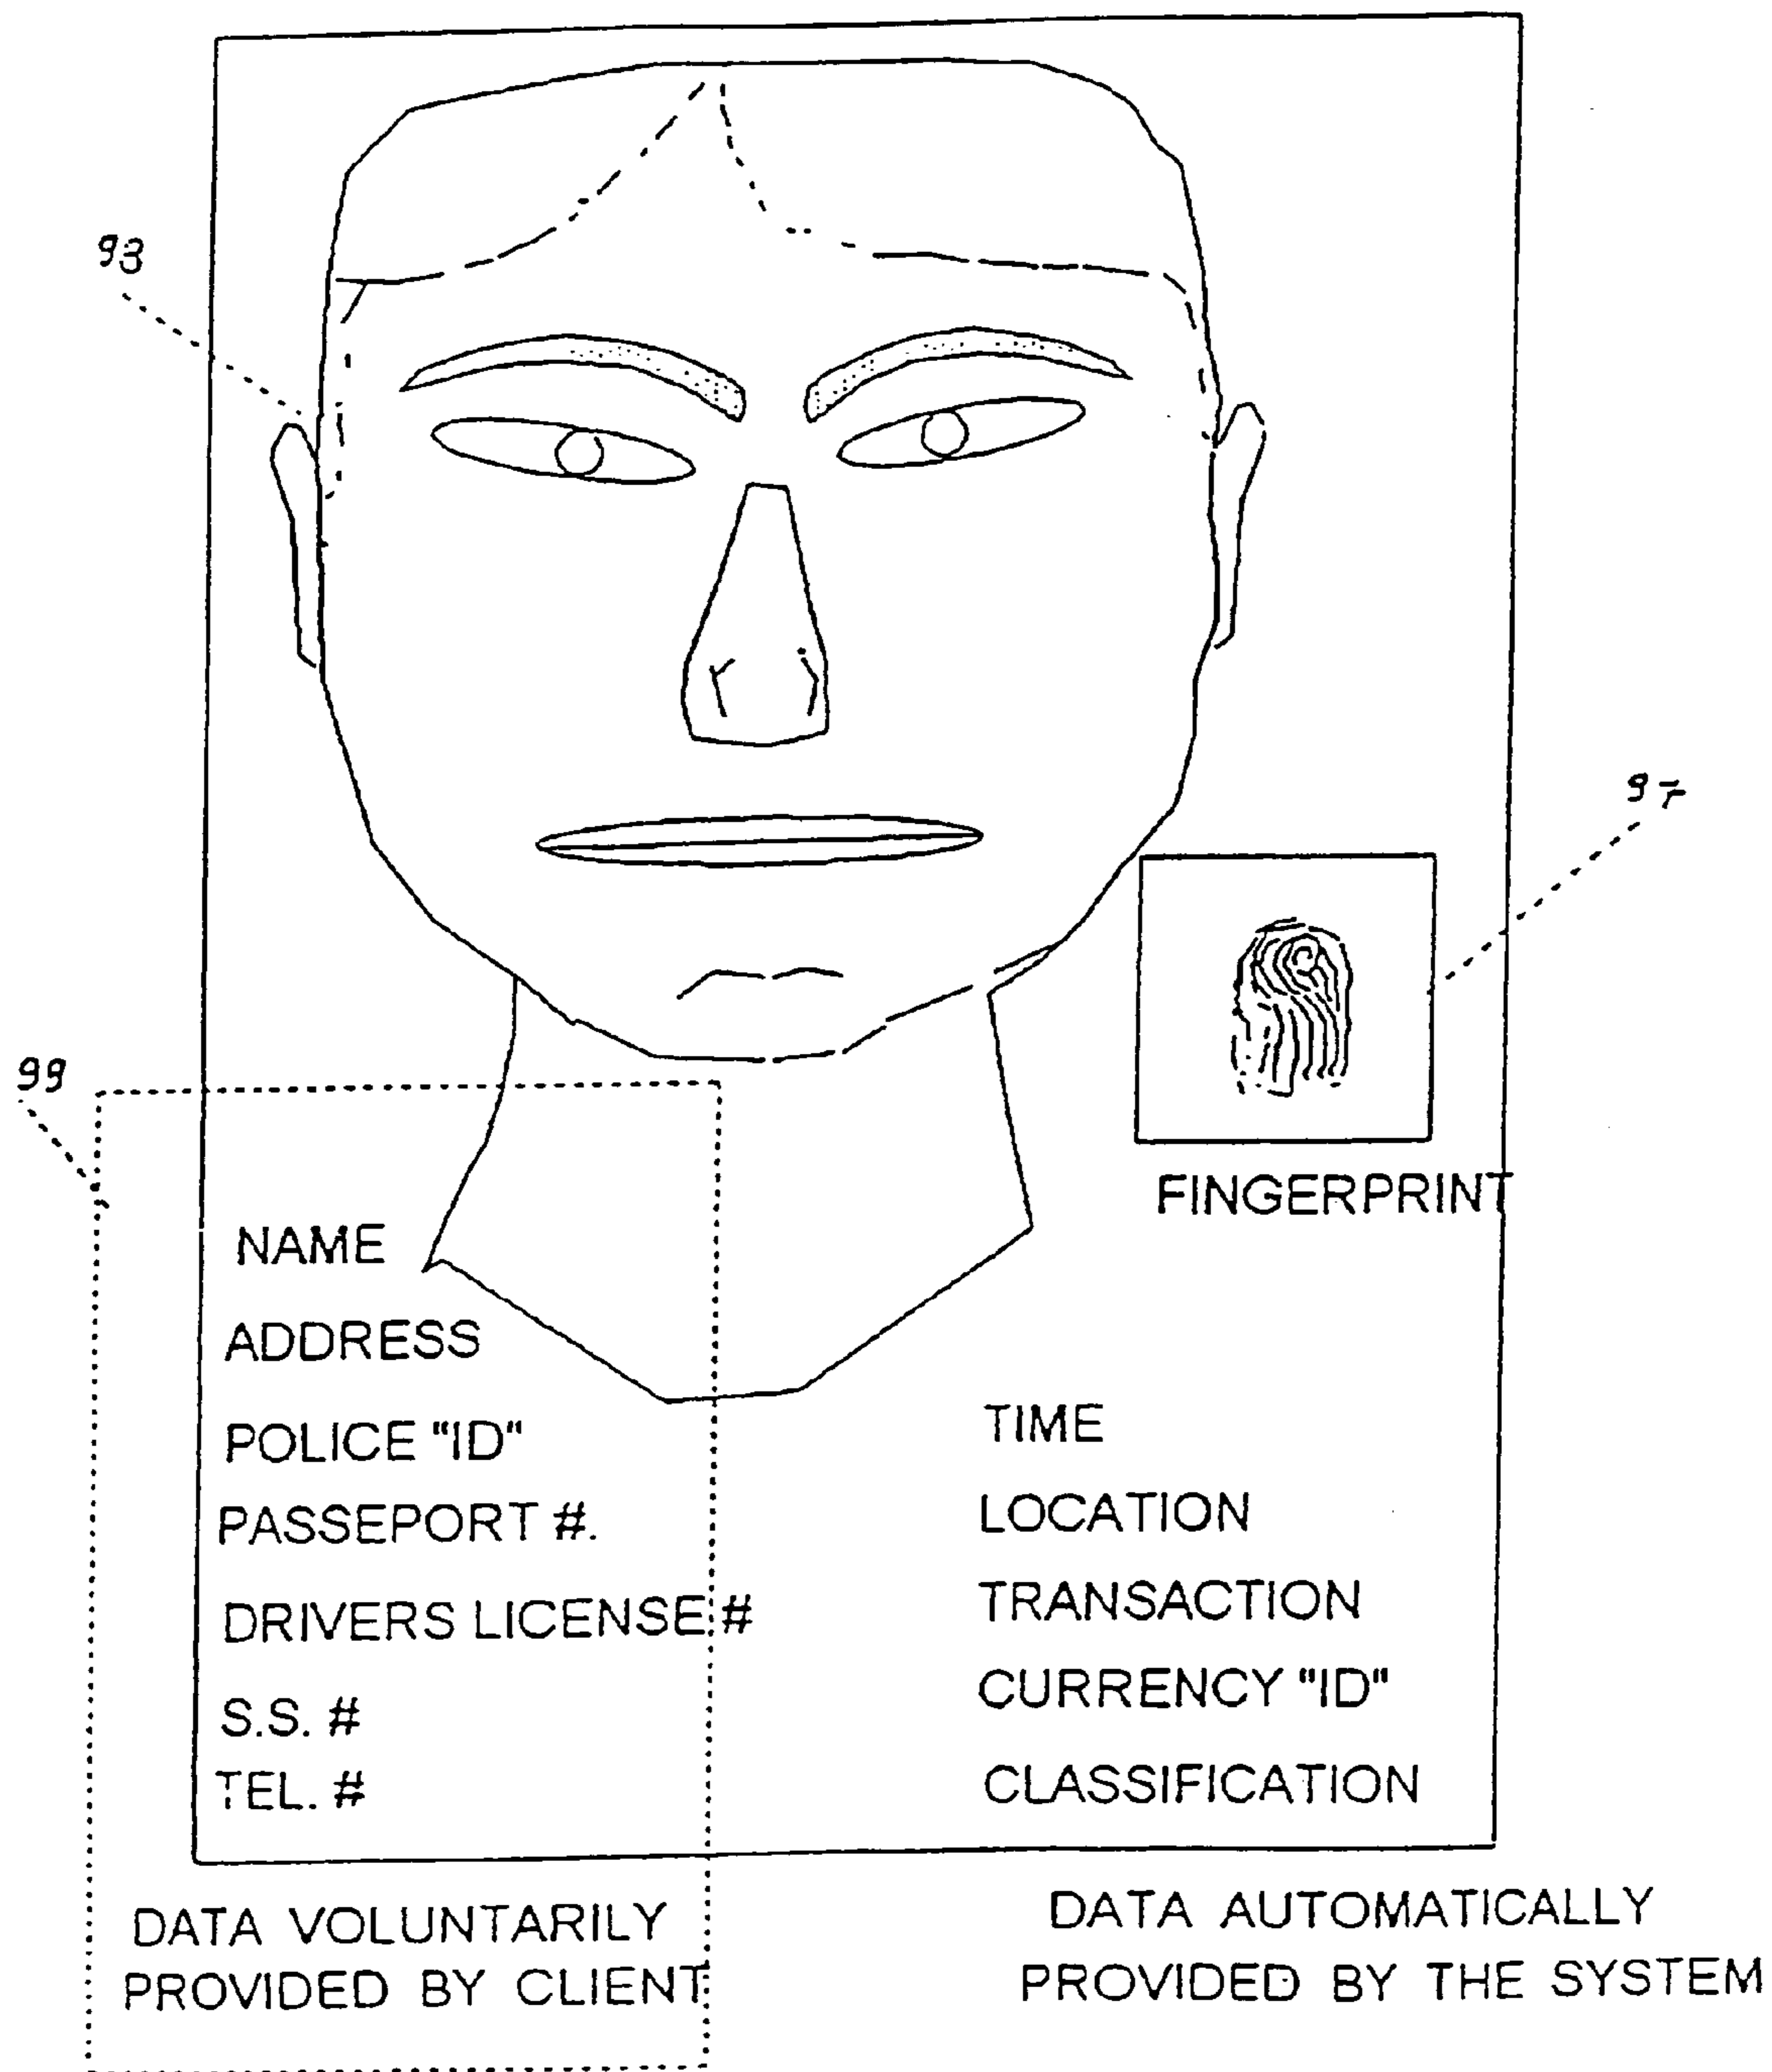 93
97
99
FINGERPRINT
NAME
ADDRESS
POLICE "ID"
PASSEPORT #.
DRIVERS LICENSE #
S.S. #
TEL. #
TIME
LOCATION
TRANSACTION
CURRENCY "ID"
CLASSIFICATION
DATA VOLUNTARILY
PROVIDED BY CLIENT
DATA AUTOMATICALLY
PROVIDED BY THE SYSTEM